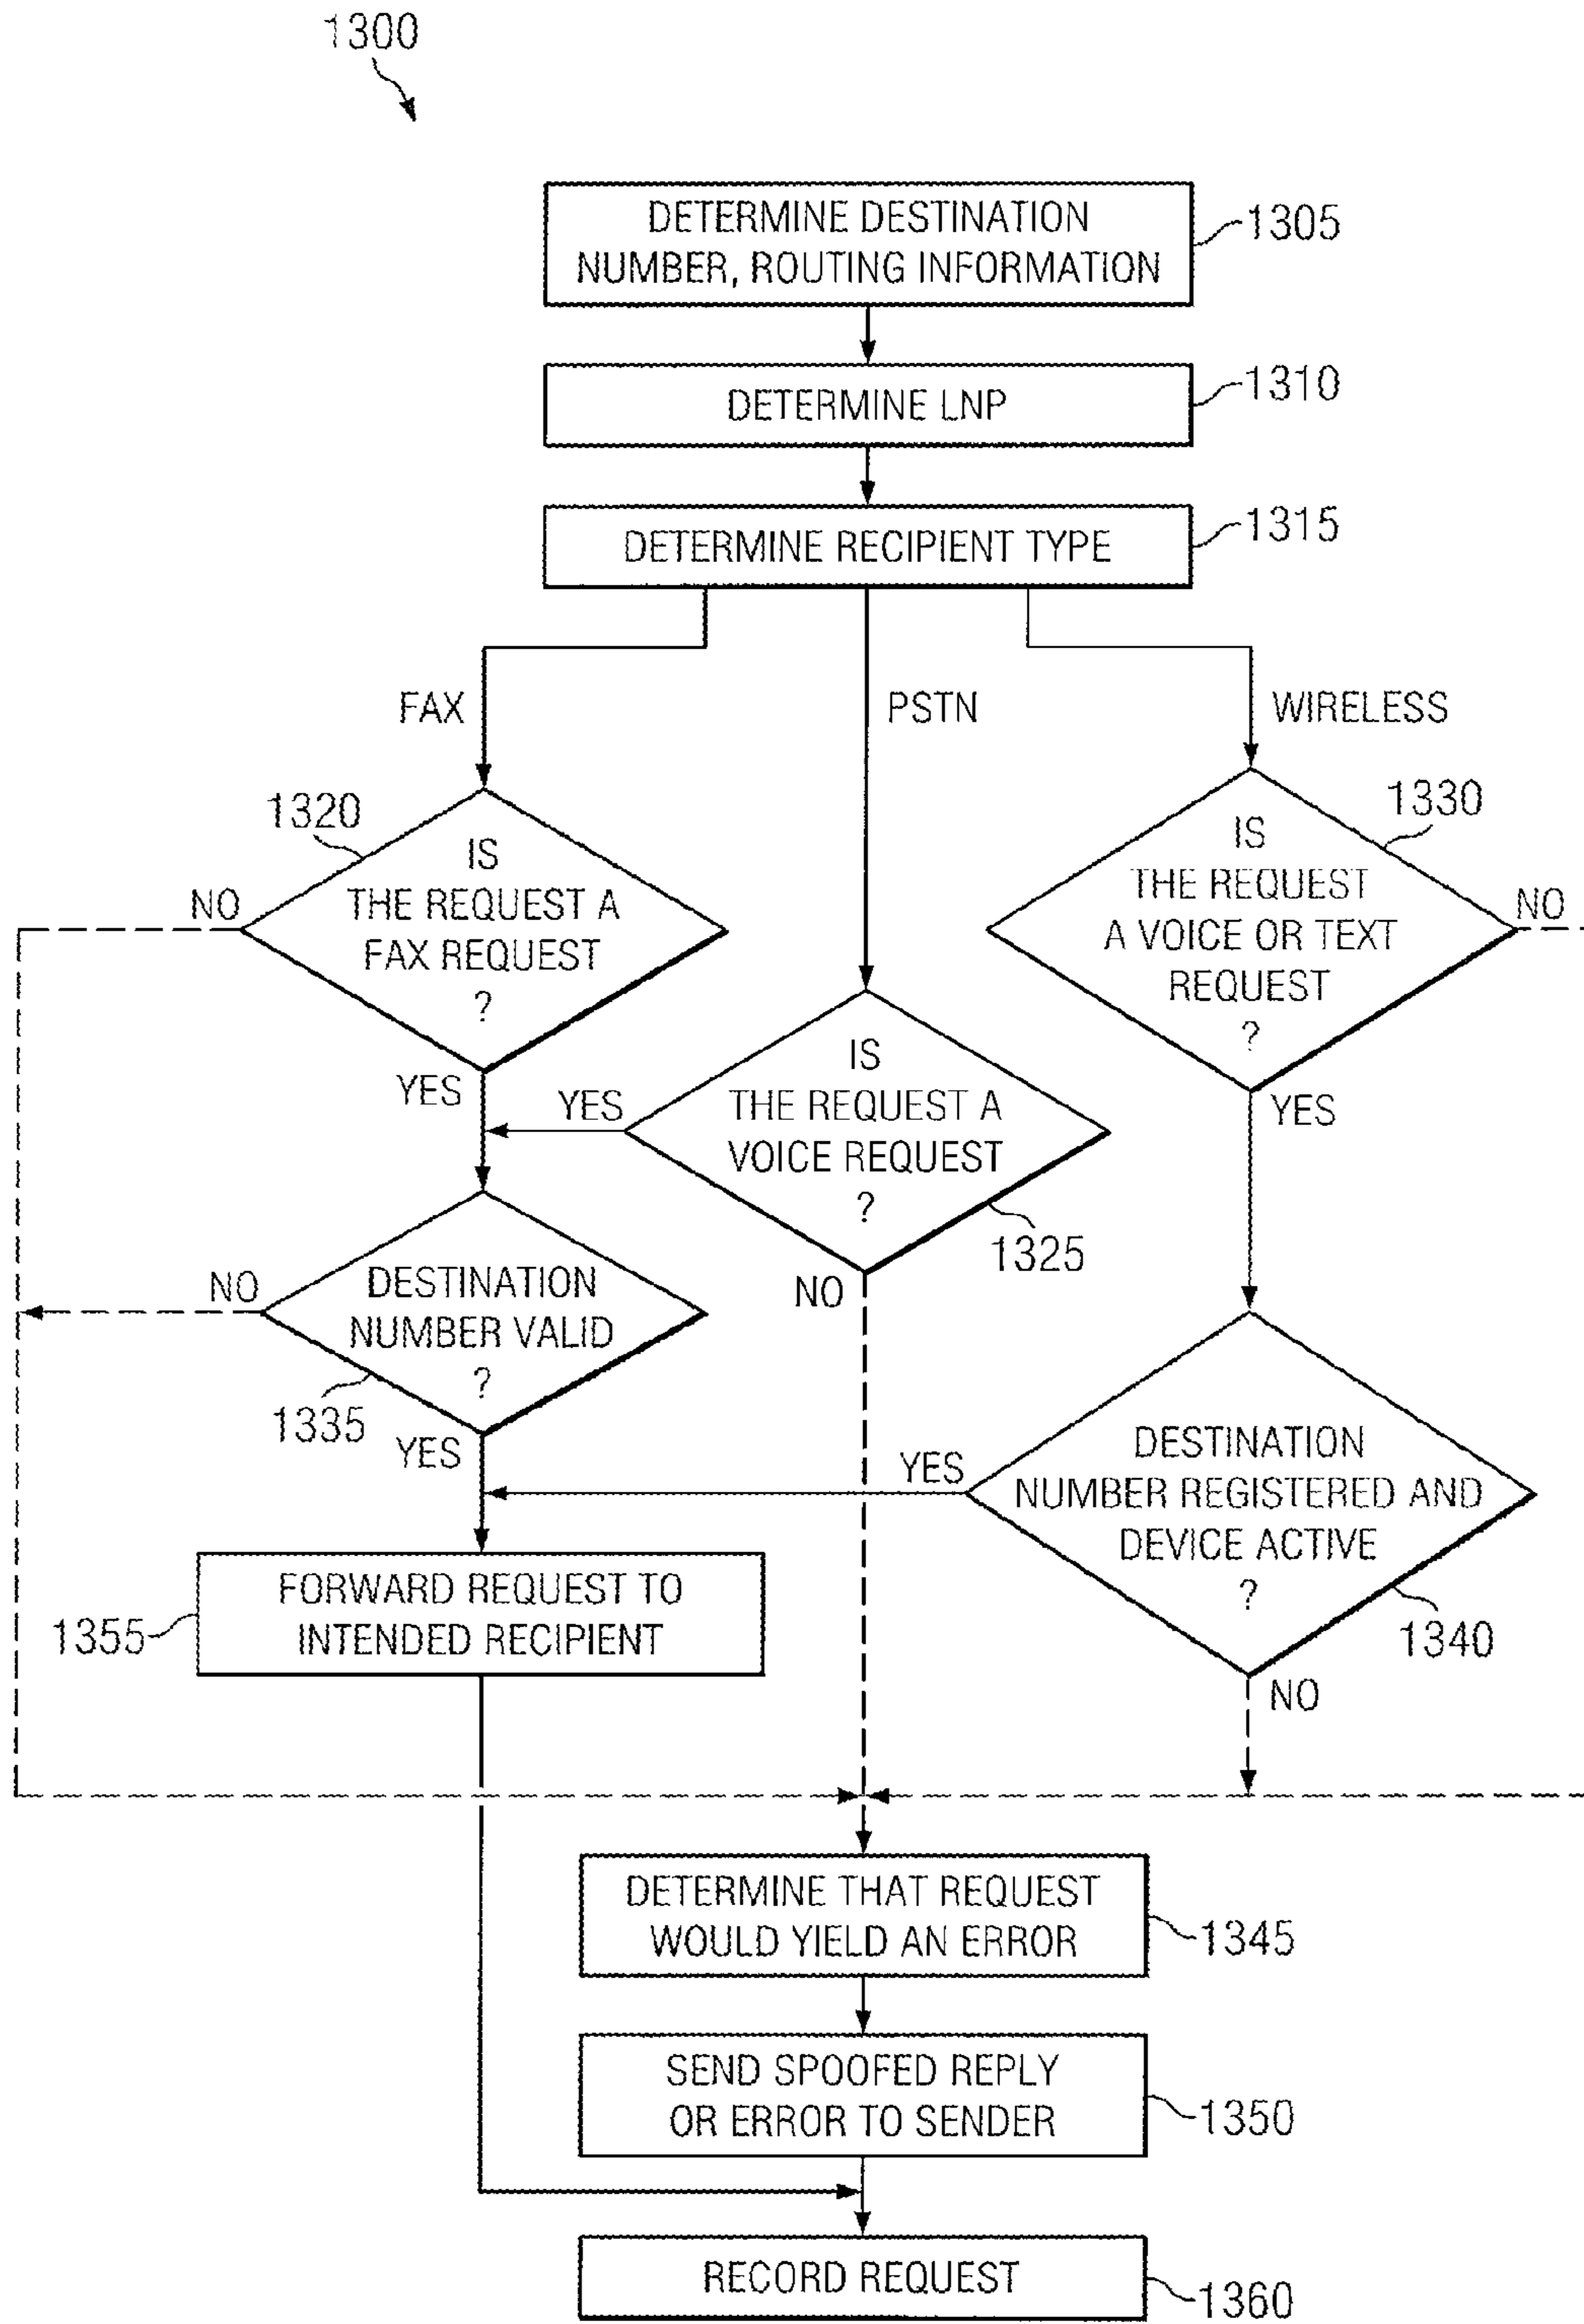 1300
DETERMINE DESTINATION
NUMBER, ROUTING INFORMATION
1305
DETERMINE LNP
1310
DETERMINE RECIPIENT TYPE
1315
FAX
PSTN
WIRELESS
1320
IS
THE REQUEST A
FAX REQUEST
?
NO
YES
1330
IS
THE REQUEST
A VOICE OR TEXT
REQUEST
?
NO
YES
IS
THE REQUEST A
VOICE REQUEST
?
YES
1325
NO
DESTINATION
NUMBER VALID
?
NO
1335
YES
DESTINATION
NUMBER REGISTERED AND
DEVICE ACTIVE
?
YES
1340
NO
FORWARD REQUEST TO
INTENDED RECIPIENT
1355
DETERMINE THAT REQUEST
WOULD YIELD AN ERROR
1345
SEND SPOOFED REPLY
OR ERROR TO SENDER
1350
RECORD REQUEST
1360